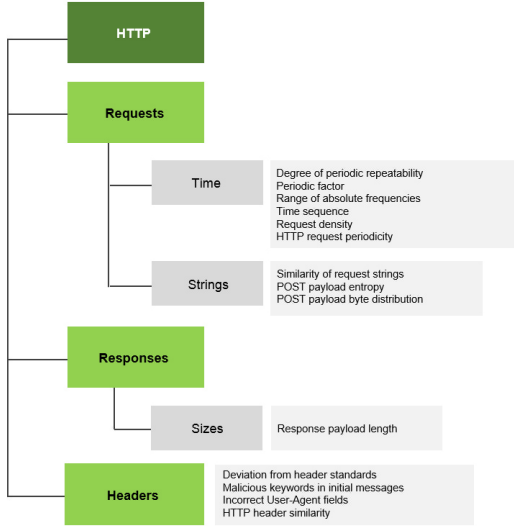 HTTP
Requests
Time
Degree of periodic repeatability
Periodic factor
Range of absolute frequencies
Time sequence
Request density
HTTP request periodicity
Strings
Similarity of request strings
POST payload entropy
POST payload byte distribution
Responses
Sizes
Response payload length
Headers
Deviation from header standards
Malicious keywords in initial messages
Incorrect User-Agent fields
HTTP header similarity